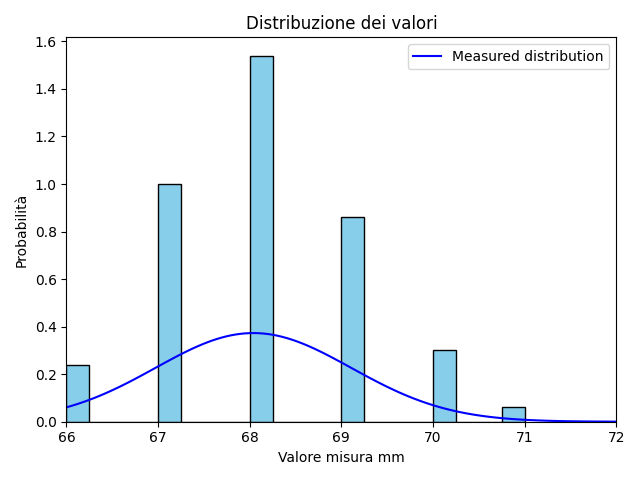 Distribuzione dei valori
Measured distribution
Probabilità
1.6
1.4
1.2
1.0
0.8
0.6
0.4
0.2
0.0
66 67 68 69 70 71 72
Valore misura mm